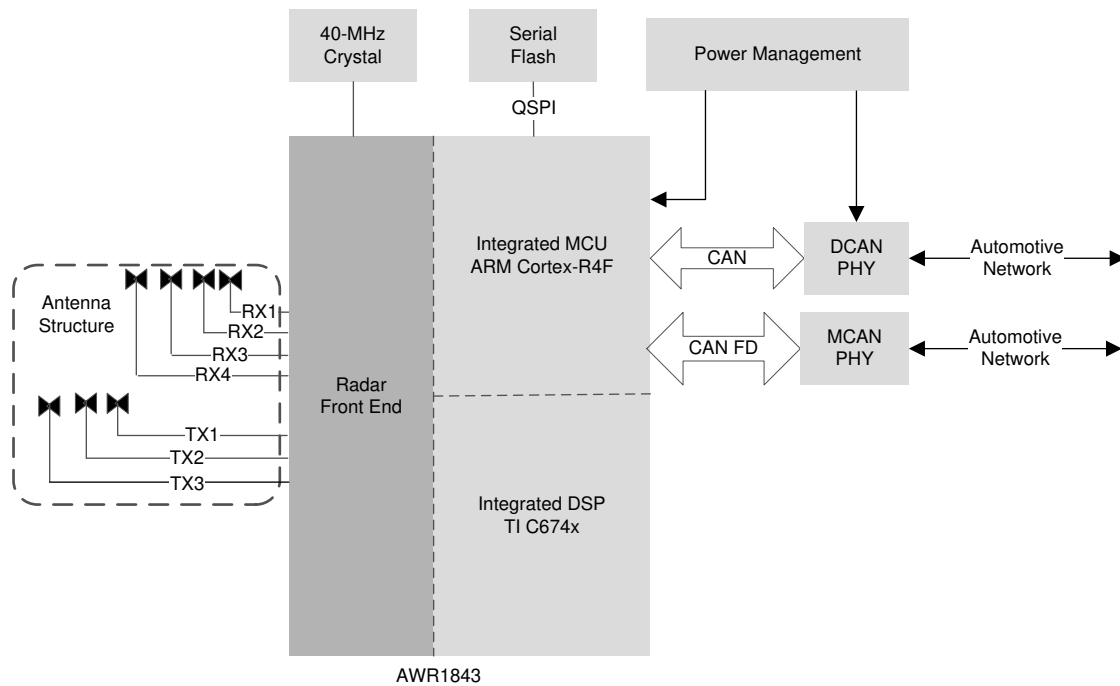 40-MHz
Crystal
Serial
Flash
Power Management
QSPI
Integrated MCU
ARM Cortex-R4F
CAN
DCAN
PHY
Automotive
Network
Antenna
Structure
RX1
RX2
RX3
RX4
CAN FD
MCAN
PHY
Automotive
Network
Radar
Front End
TX1
TX2
TX3
Integrated DSP
TI C674x
AWR1843